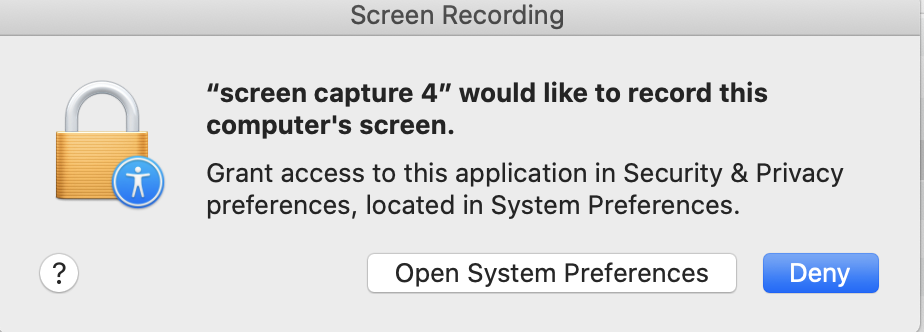 Screen Recording
“screen capture 4” would like to record this
computer's screen.
Grant access to this application in Security & Privacy
preferences, located in System Preferences.
?
Open System Preferences
Deny